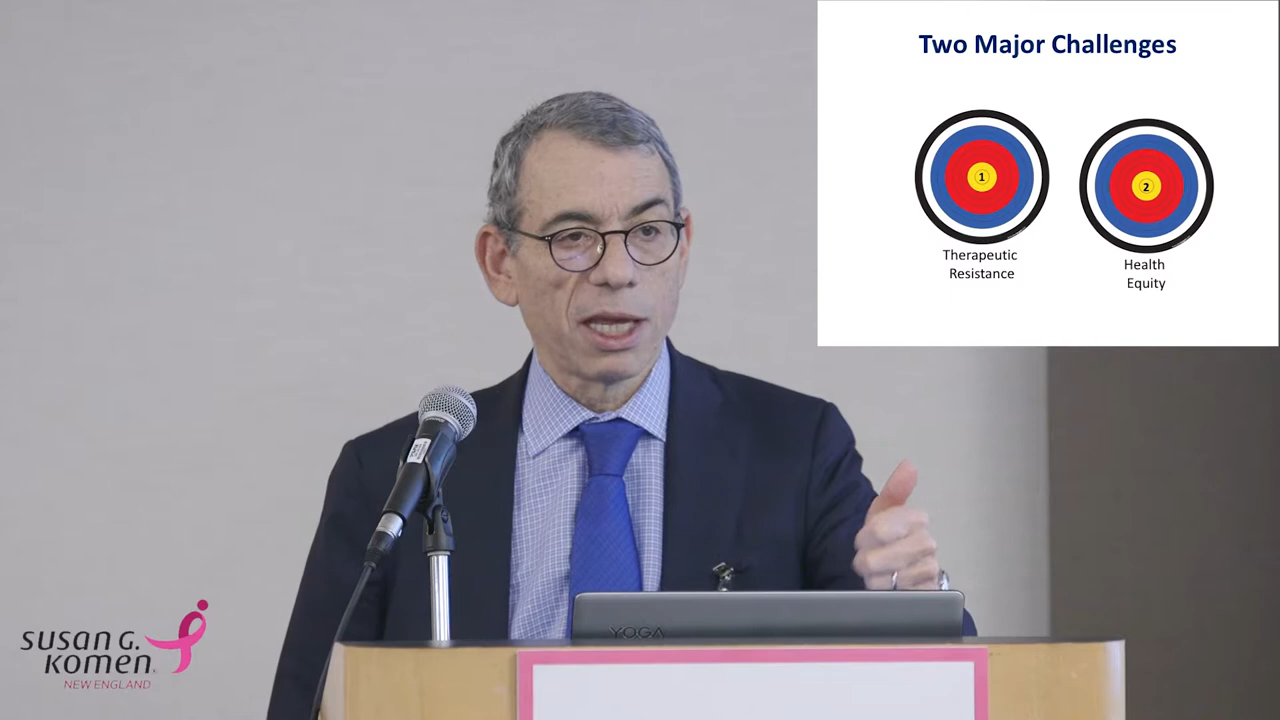 Two Major Challenges
1
2
Therapeutic
Resistance
Health
Equity
YOGA
susan g.
komen
NEW ENGLAND